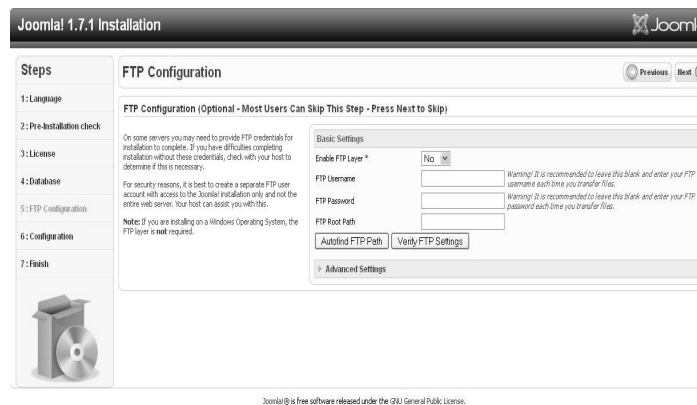 Joomla! 1.7.1 Installation
Jooml
Steps
1 : Language
2 : Pre-Installation check
3 : License
4 : Database
5 : FTP Configuration
6 : Configuration
7 : Finish
FTP Configuration
Previous
Next
FTP Configuration (Optional - Most Users Can Skip This Step - Press Next to Skip)
On some servers you may need to provide FTP credentials for
installation to complete. If you have difficulties completing
installation without these credentials, check with your host to
determine if this is necessary.
For security reasons, it is best to create a separate FTP user
account with access to the Joomla! installation only and not the
entire web server. Your host can assist you with this.
Note: If you are installing on a Windows Operating System, the
FTP layer is not required.
Basic Settings
Enable FTP Layer *
No
FTP Username
Warning! It is recommended to leave this blank and enter your FTP
username each time you transfer files.
FTP Password
Warning! It is recommended to leave this blank and enter your FTP
password each time you transfer files.
FTP Root Path
Autofind FTP Path
Verify FTP Settings
Advanced Settings
Joomla!® is free software released under the GNU General Public License.